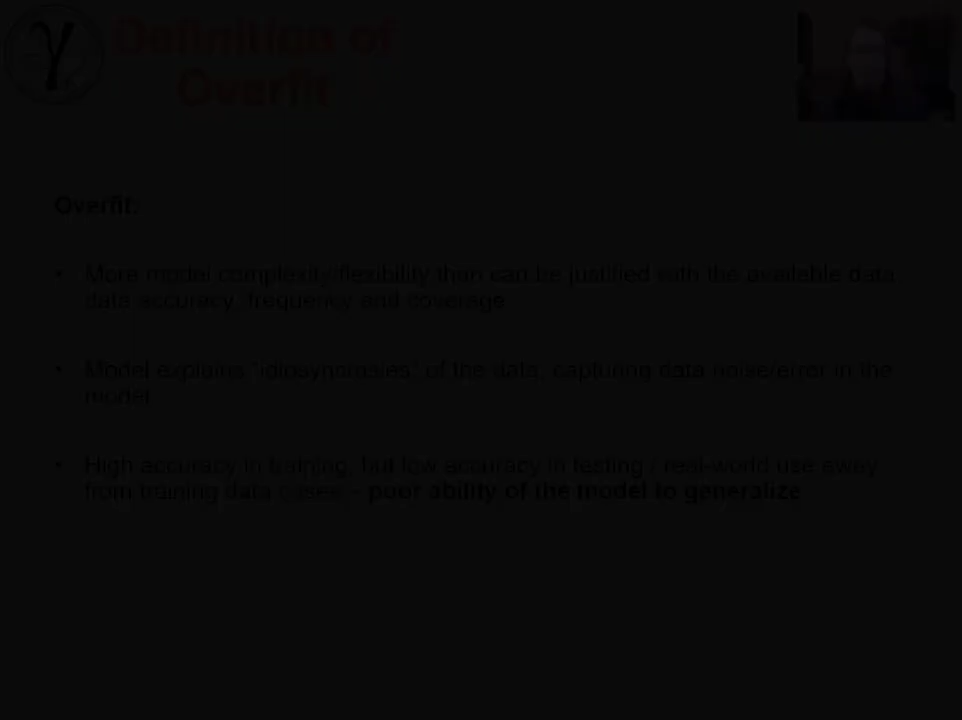 Definition of
Overfit
γ
Overfit:
• More model complexity/flexibility than can be justified with the available data,
data accuracy, frequency and coverage
• Model explains "idiosyncrasies" of the data, capturing data noise/error in the
model
• High accuracy in training, but low accuracy in testing / real-world use away
from training data cases – poor ability of the model to generalize